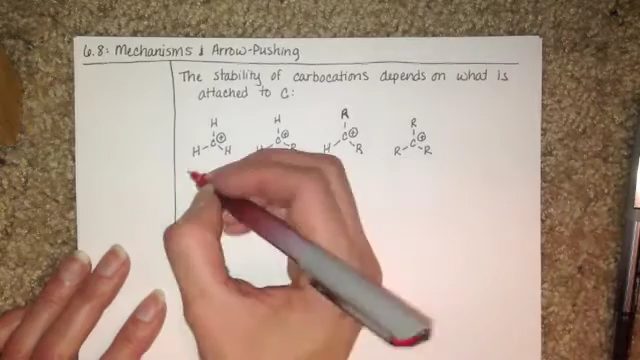 6.8: Mechanisms & Arrow-Pushing
The stability of carbocations depends on what is
attached to C:
H H R R
C⊕ C⊕ C⊕ C⊕
H H H R H R R R